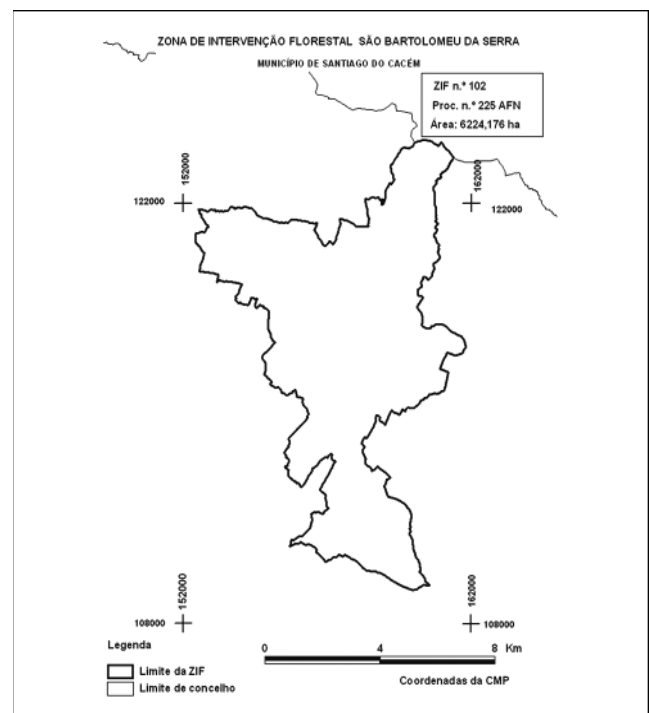 ZONA DE INTERVENÇÃO FLORESTAL SÃO BARTOLOMEU DA SERRA
MUNICÍPIO DE SANTIAGO DO CACÉM
ZIF n.º 102
Proc. n.º 225 AFN
Área: 6224,176 ha
152000
162000
122000
122000
152000
162000
108000
108000
Legenda
Limite da ZIF
Limite de concelho
0 4 8 Km
Coordenadas da CMP